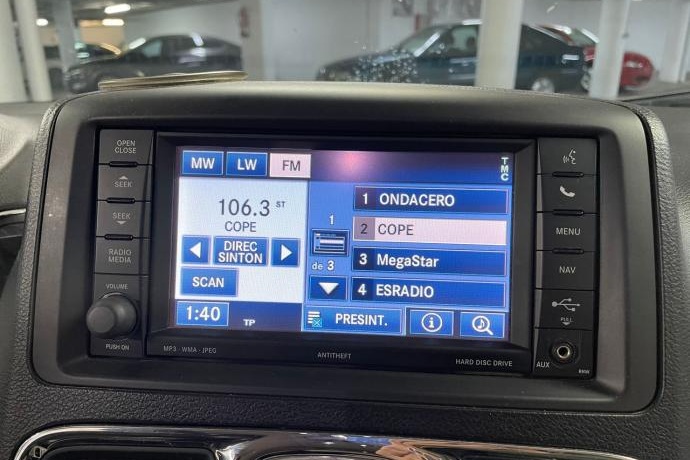 OPEN
CLOSE
SEEK
SEEK
RADIO
MEDIA
VOLUME
PUSH ON
MW LW FM
TMC
106.3 ST
COPE
DIREC
SINTON
SCAN
1:40
TP
1
de 3
1 ONDACERO
2 COPE
3 MegaStar
4 ESRADIO
PRESINT.
MENU
NAV
PULL
AUX
MP3 · WMA · JPEG
ANTITHEFT
HARD DISC DRIVE
RHW